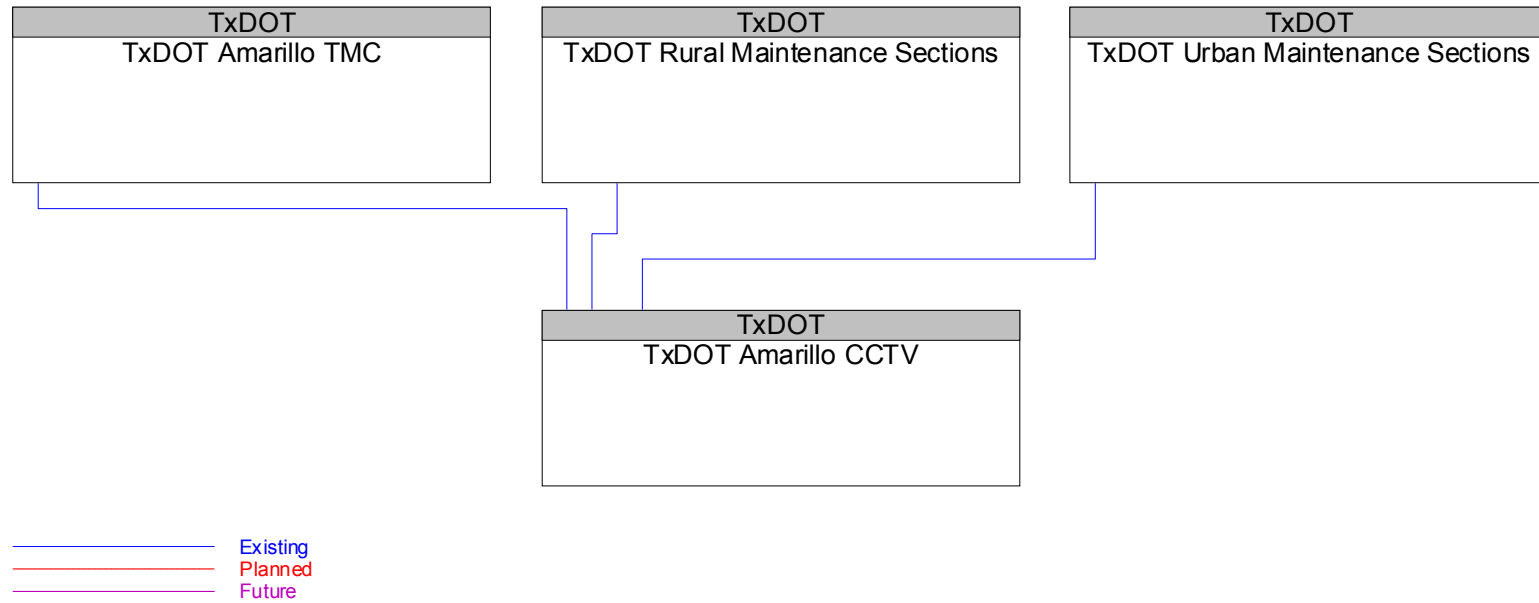 TxDOT
TxDOT Amarillo TMC
TxDOT
TxDOT Rural Maintenance Sections
TxDOT
TxDOT Urban Maintenance Sections
TxDOT
TxDOT Amarillo CCTV
Existing
Planned
Future